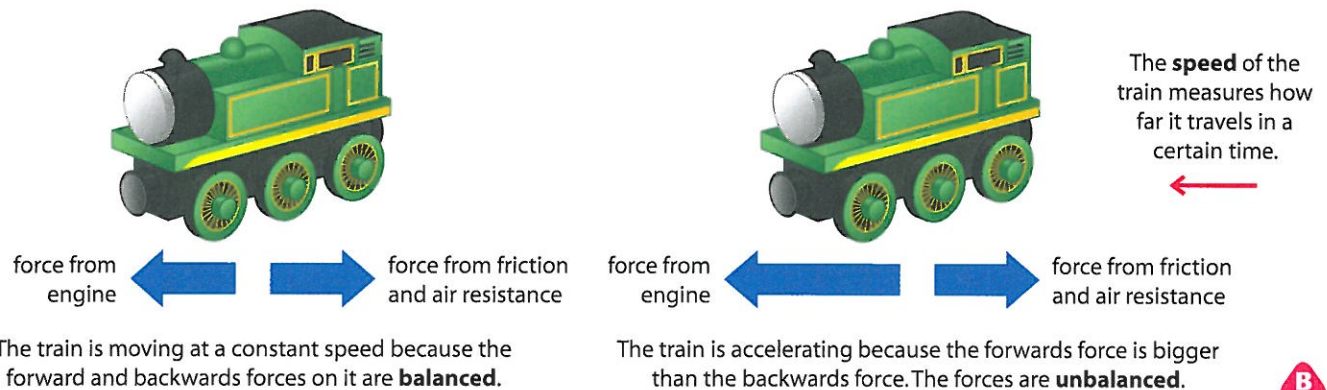 The speed of the
train measures how
far it travels in a
certain time.
force from
engine
force from friction
and air resistance
force from
engine
force from friction
and air resistance
The train is moving at a constant speed because the
forward and backwards forces on it are balanced.
The train is accelerating because the forwards force is bigger
than the backwards force. The forces are unbalanced.
B